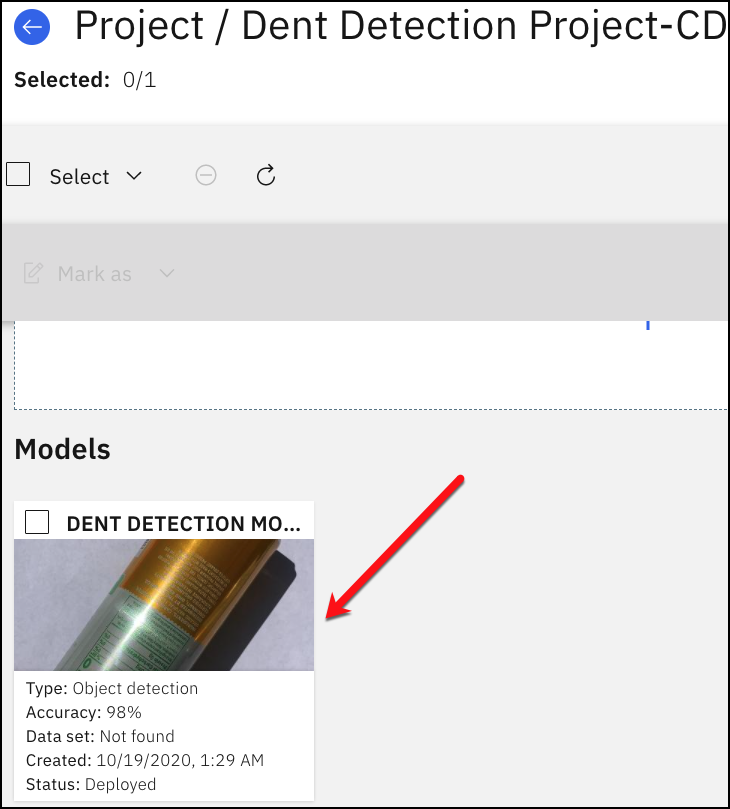 Project / Dent Detection Project-CD
Selected: 0/1
Select
Mark as
Models
DENT DETECTION MO...
Type: Object detection
Accuracy: 98%
Data set: Not found
Created: 10/19/2020, 1:29 AM
Status: Deployed